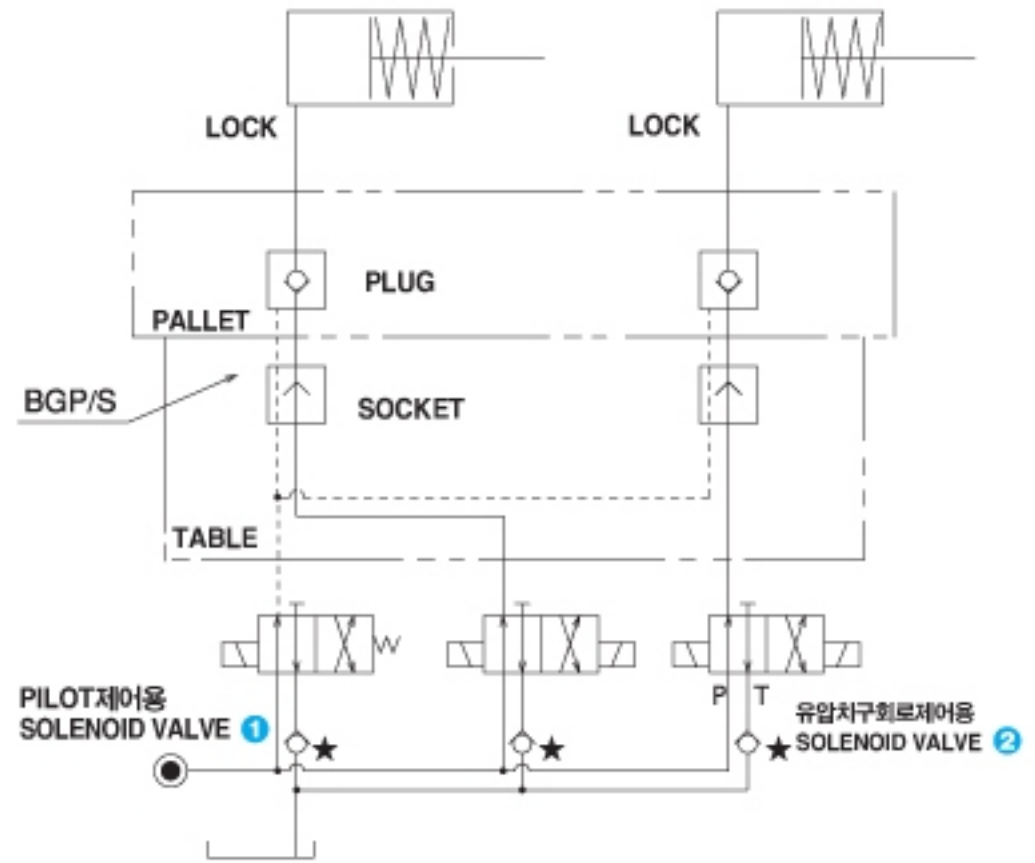 LOCK
LOCK
PLUG
PALLET
BGP/S
SOCKET
TABLE
P T
PILOT제어용
SOLENOID VALVE 1
★
★
★
유압치구회로제어용
SOLENOID VALVE 2